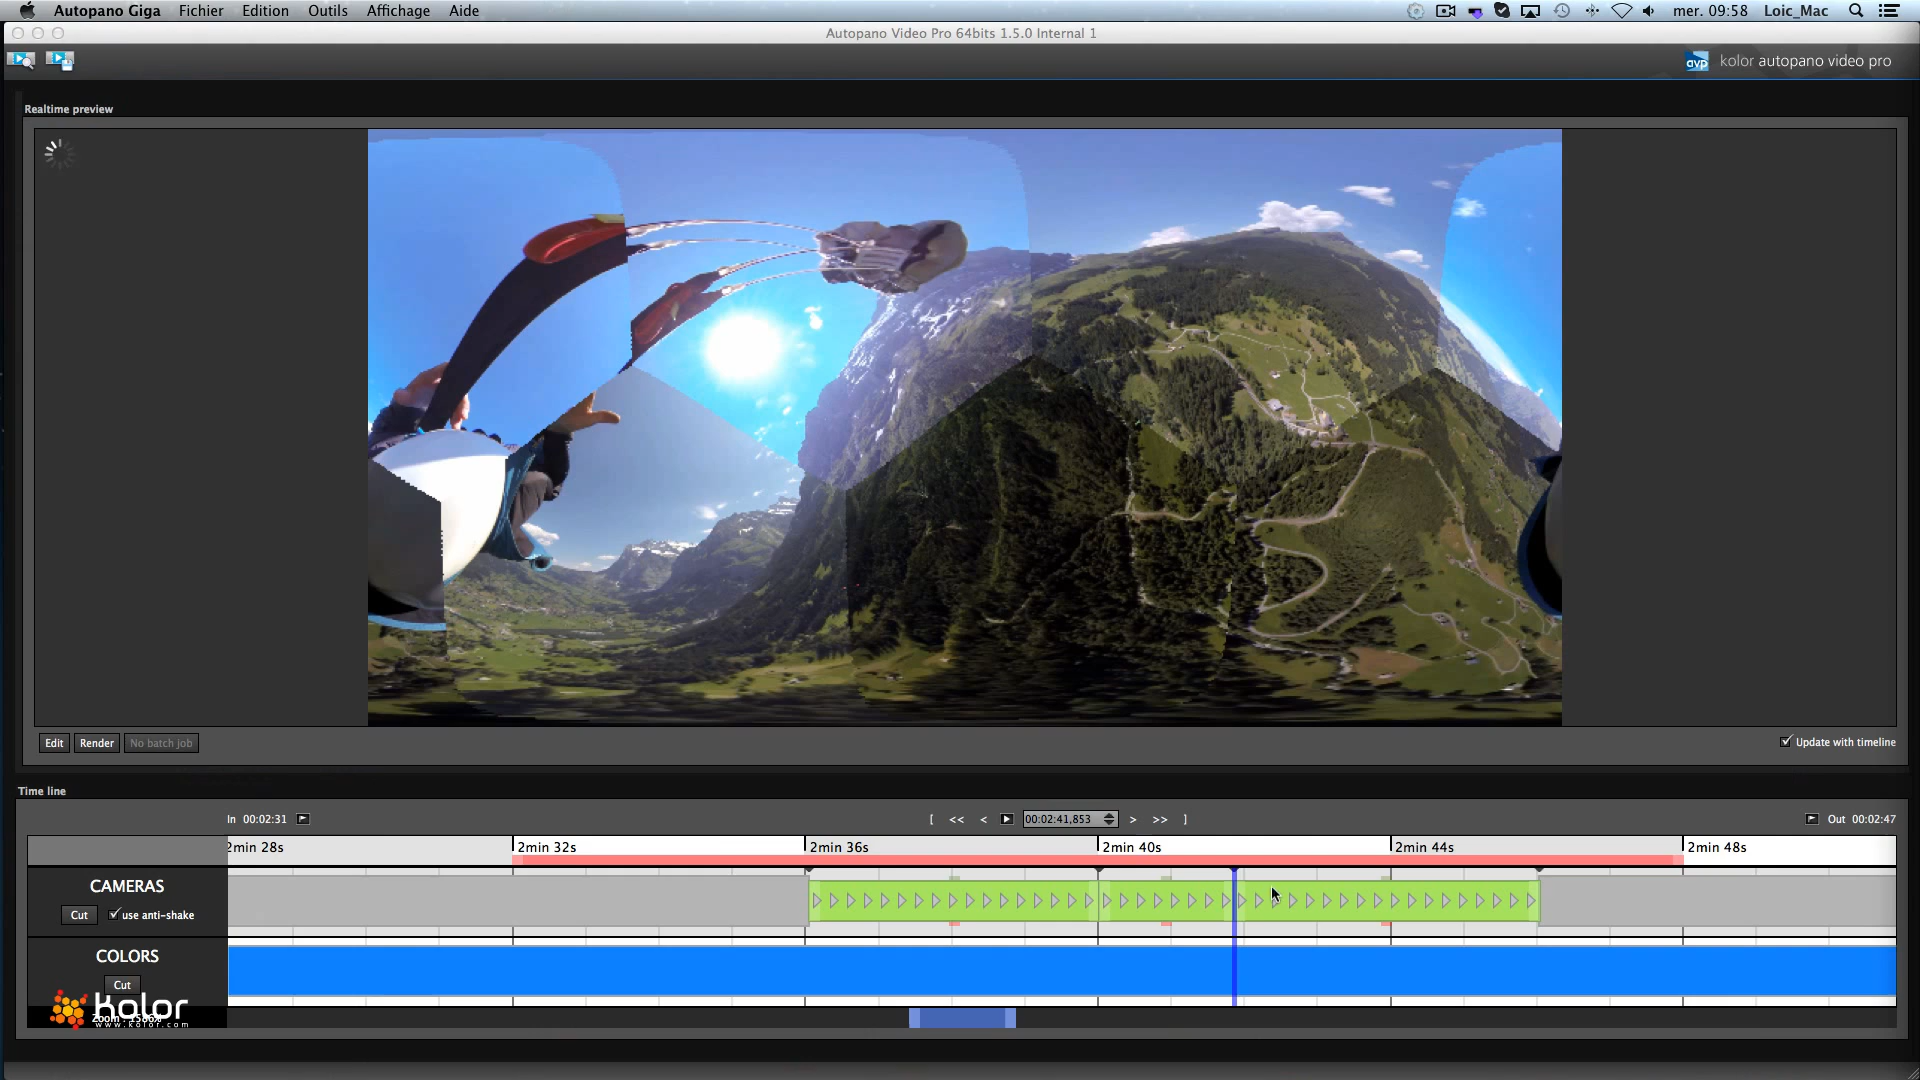 Autopano Giga Fichier Edition Outils Affichage Aide mer. 09:58 Loic_Mac
Autopano Video Pro 64bits 1.5.0 Internal 1
avp kolor autopano video pro
Realtime preview
Edit Render No batch job Update with timeline
Time line
In 00:02:31 [ << < 00:02:41,853 > >> ] Out 00:02:47
2min 28s 2min 32s 2min 36s 2min 40s 2min 44s 2min 48s
CAMERAS
Cut use anti-shake
COLORS
Cut
kolor
www.kolor.com